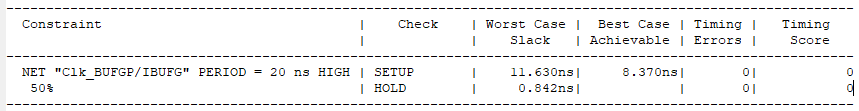 Constraint | Check | Worst Case | Best Case | Timing | Timing
| | Slack | Achievable | Errors | Score
NET "Clk_BUFGP/IBUFG" PERIOD = 20 ns HIGH | SETUP | 11.630ns| 8.370ns| 0| 0
50% | HOLD | 0.842ns| | 0| 0